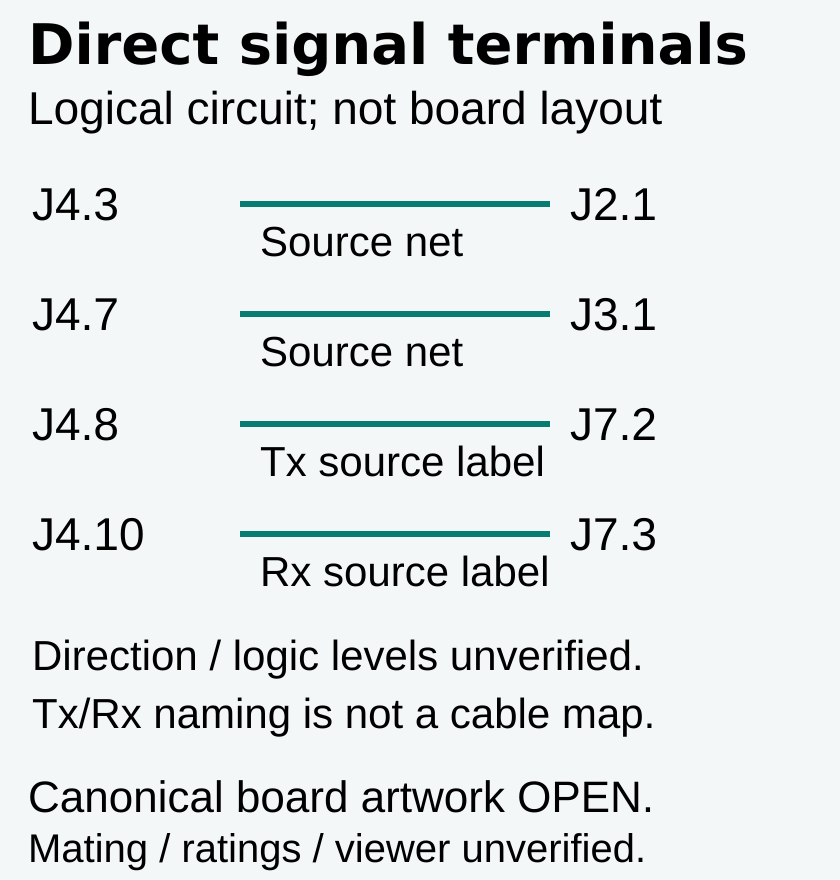 Direct signal terminals
Logical circuit; not board layout
J4.3 J2.1
Source net
J4.7 J3.1
Source net
J4.8 J7.2
Tx source label
J4.10 J7.3
Rx source label
Direction / logic levels unverified.
Tx/Rx naming is not a cable map.
Canonical board artwork OPEN.
Mating / ratings / viewer unverified.